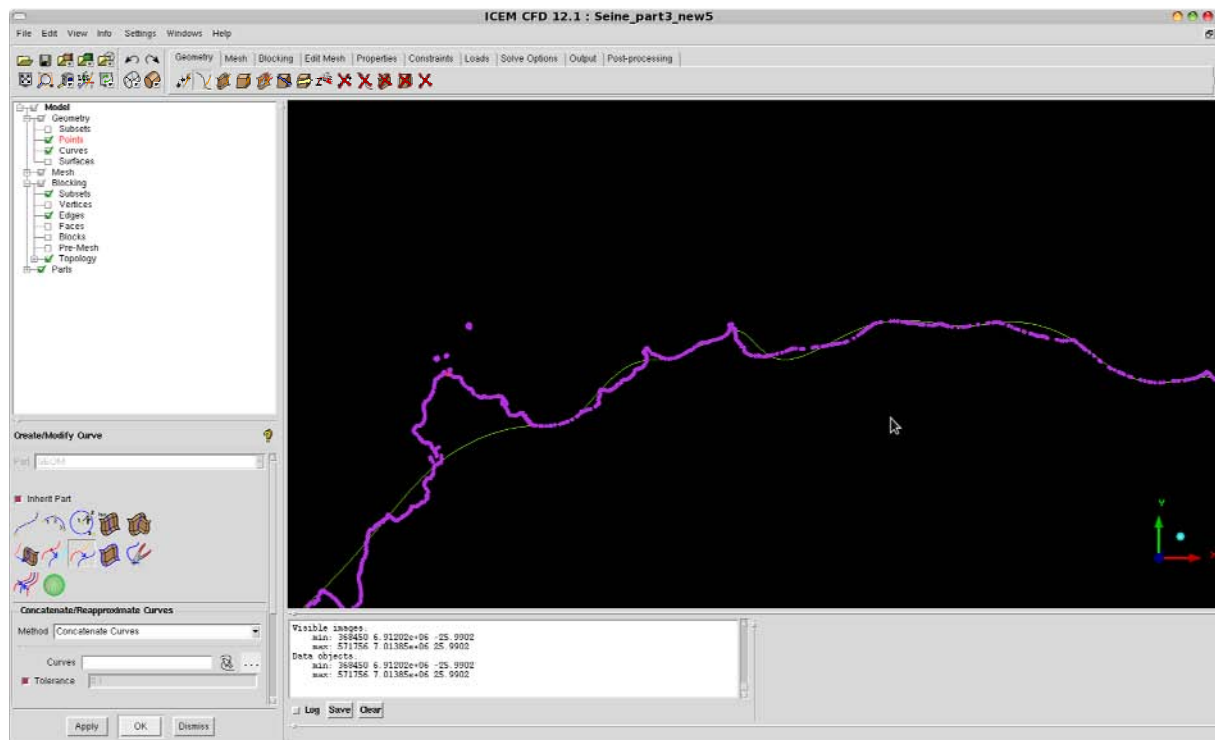 ICEM CFD 12.1 : Seine_part3_new5
File Edit View Info Settings Windows Help
Geometry Mesh Blocking Edit Mesh Properties Constraints Loads Solve Options Output Post-processing
Model
Geometry
Subsets
Points
Curves
Surfaces
Mesh
Blocking
Subsets
Vertices
Edges
Faces
Blocks
Pre-Mesh
Topology
Parts
Create/Modify Curve
Part GEOM
Inherit Part
Concatenate/Reapproximate Curves
Method Concatenate Curves
Curves
Tolerance
Apply OK Dismiss
Y
X
Visible images.
min: 368450 6.91202e+06 -25.9902
max: 571756 7.01385e+06 25.9902
Data objects.
min: 368450 6.91202e+06 -25.9902
max: 571756 7.01385e+06 25.9902
Log Save Clear